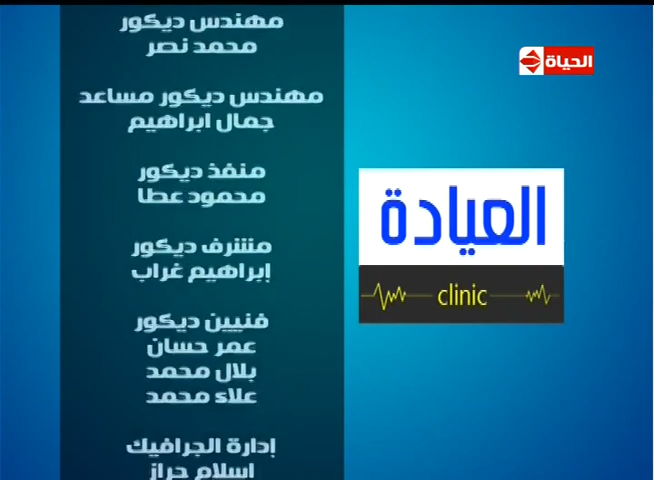 مهندس ديكور
محمد نصر
مهندس ديكور مساعد
جمال ابراهيم
منفذ ديكور
محمود عطا
مشرف ديكور
إبراهيم غراب
فنيين ديكور
عمر حسان
بلال محمد
علاء محمد
إدارة الجرافيك
اسلام حراز
الحياة
العيادة
clinic